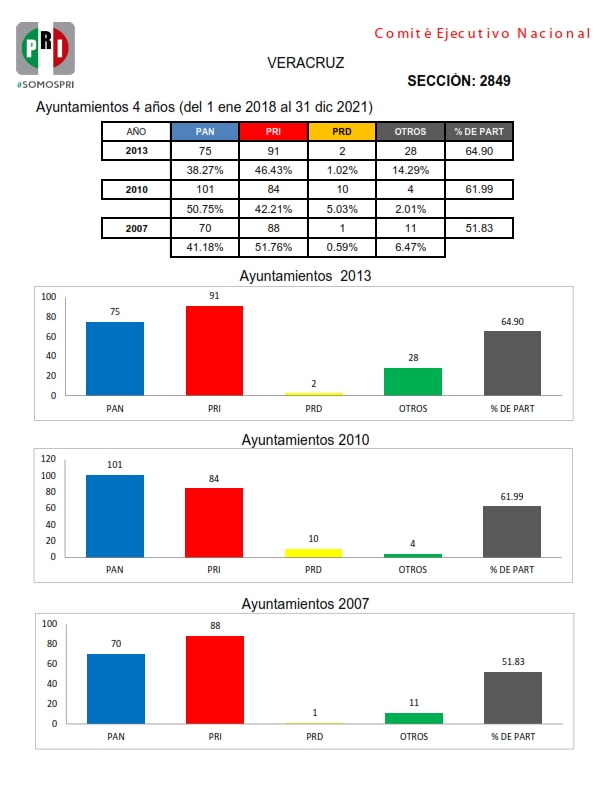 Comité Ejecutivo Nacional
PRI
#SOMOSPRI
VERACRUZ
SECCIÓN: 2849
Ayuntamientos 4 años (del 1 ene 2018 al 31 dic 2021)
AÑO PAN PRI PRD OTROS % DE PART
2013 75 91 2 28 64.90
38.27% 46.43% 1.02% 14.29%
2010 101 84 10 4 61.99
50.75% 42.21% 5.03% 2.01%
2007 70 88 1 11 51.83
41.18% 51.76% 0.59% 6.47%
Ayuntamientos 2013
100
80
60
40
20
0
75
91
2
28
64.90
PAN PRI PRD OTROS % DE PART
Ayuntamientos 2010
120
100
80
60
40
20
0
101
84
10
4
61.99
PAN PRI PRD OTROS % DE PART
Ayuntamientos 2007
100
80
60
40
20
0
70
88
1
11
51.83
PAN PRI PRD OTROS % DE PART